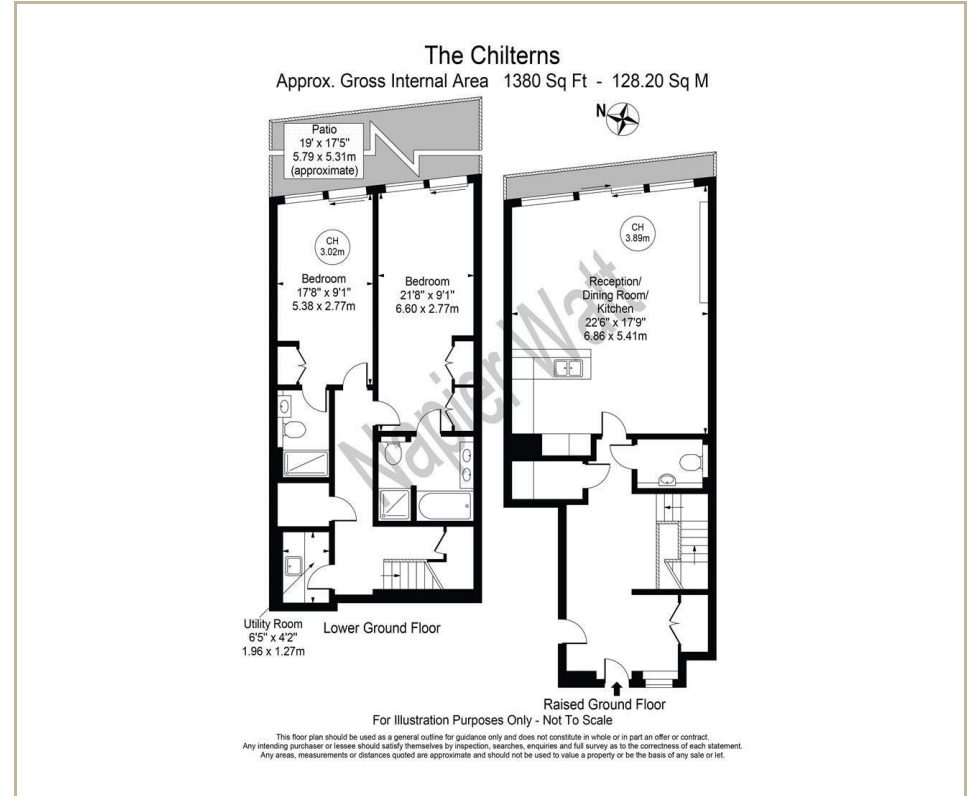 The Chilterns
Approx. Gross Internal Area 1380 Sq Ft - 128.20 Sq M
N
Patio
19' x 17'5"
5.79 x 5.31m
(approximate)
CH
3.02m
Bedroom
17'8" x 9'1"
5.38 x 2.77m
Bedroom
21'8" x 9'1"
6.60 x 2.77m
CH
3.89m
Reception/
Dining Room/
Kitchen
22'6" x 17'9"
6.86 x 5.41m
Napier Watt
Utility Room
6'5" x 4'2"
1.96 x 1.27m
Lower Ground Floor
Raised Ground Floor
For Illustration Purposes Only - Not To Scale
This floor plan should be used as a general outline for guidance only and does not constitute in whole or in part an offer or contract.
Any intending purchaser or lessee should satisfy themselves by inspection, searches, enquiries and full survey as to the correctness of each statement.
Any areas, measurements or distances quoted are approximate and should not be used to value a property or be the basis of any sale or let.